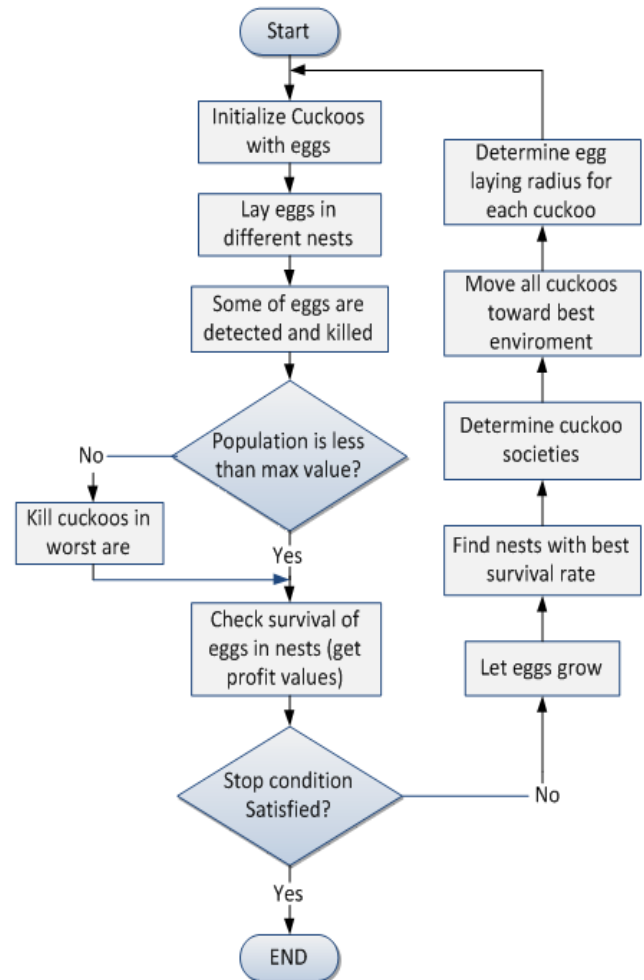 Start
Initialize Cuckoos
with eggs
Lay eggs in
different nests
Some of eggs are
detected and killed
Population is less
than max value?
No
Kill cuckoos in
worst are
Yes
Check survival of
eggs in nests (get
profit values)
Stop condition
Satisfied?
No
Yes
END
Let eggs grow
Find nests with best
survival rate
Determine cuckoo
societies
Move all cuckoos
toward best
enviroment
Determine egg
laying radius for
each cuckoo